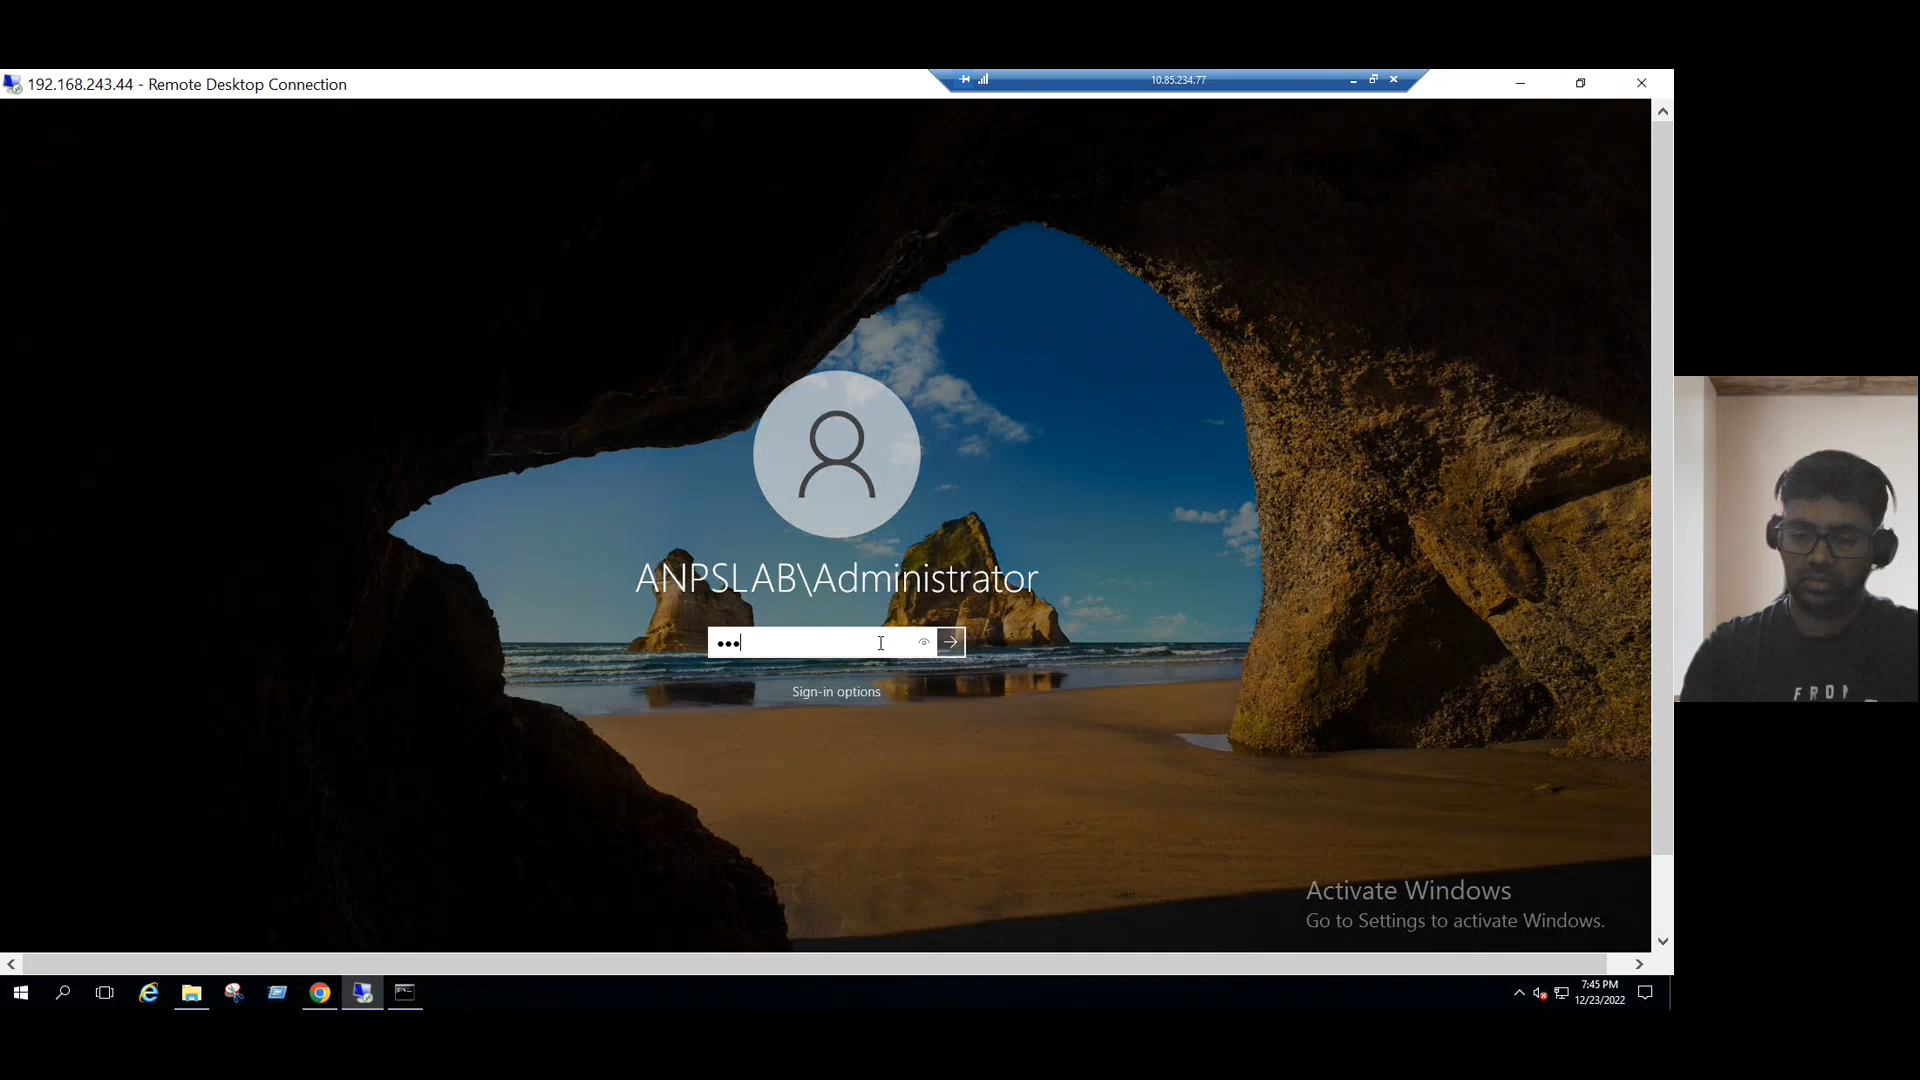 192.168.243.44 - Remote Desktop Connection
10.85.234.77
ANPSLAB\Administrator
Sign-in options
Activate Windows
Go to Settings to activate Windows.
7:45 PM
12/23/2022